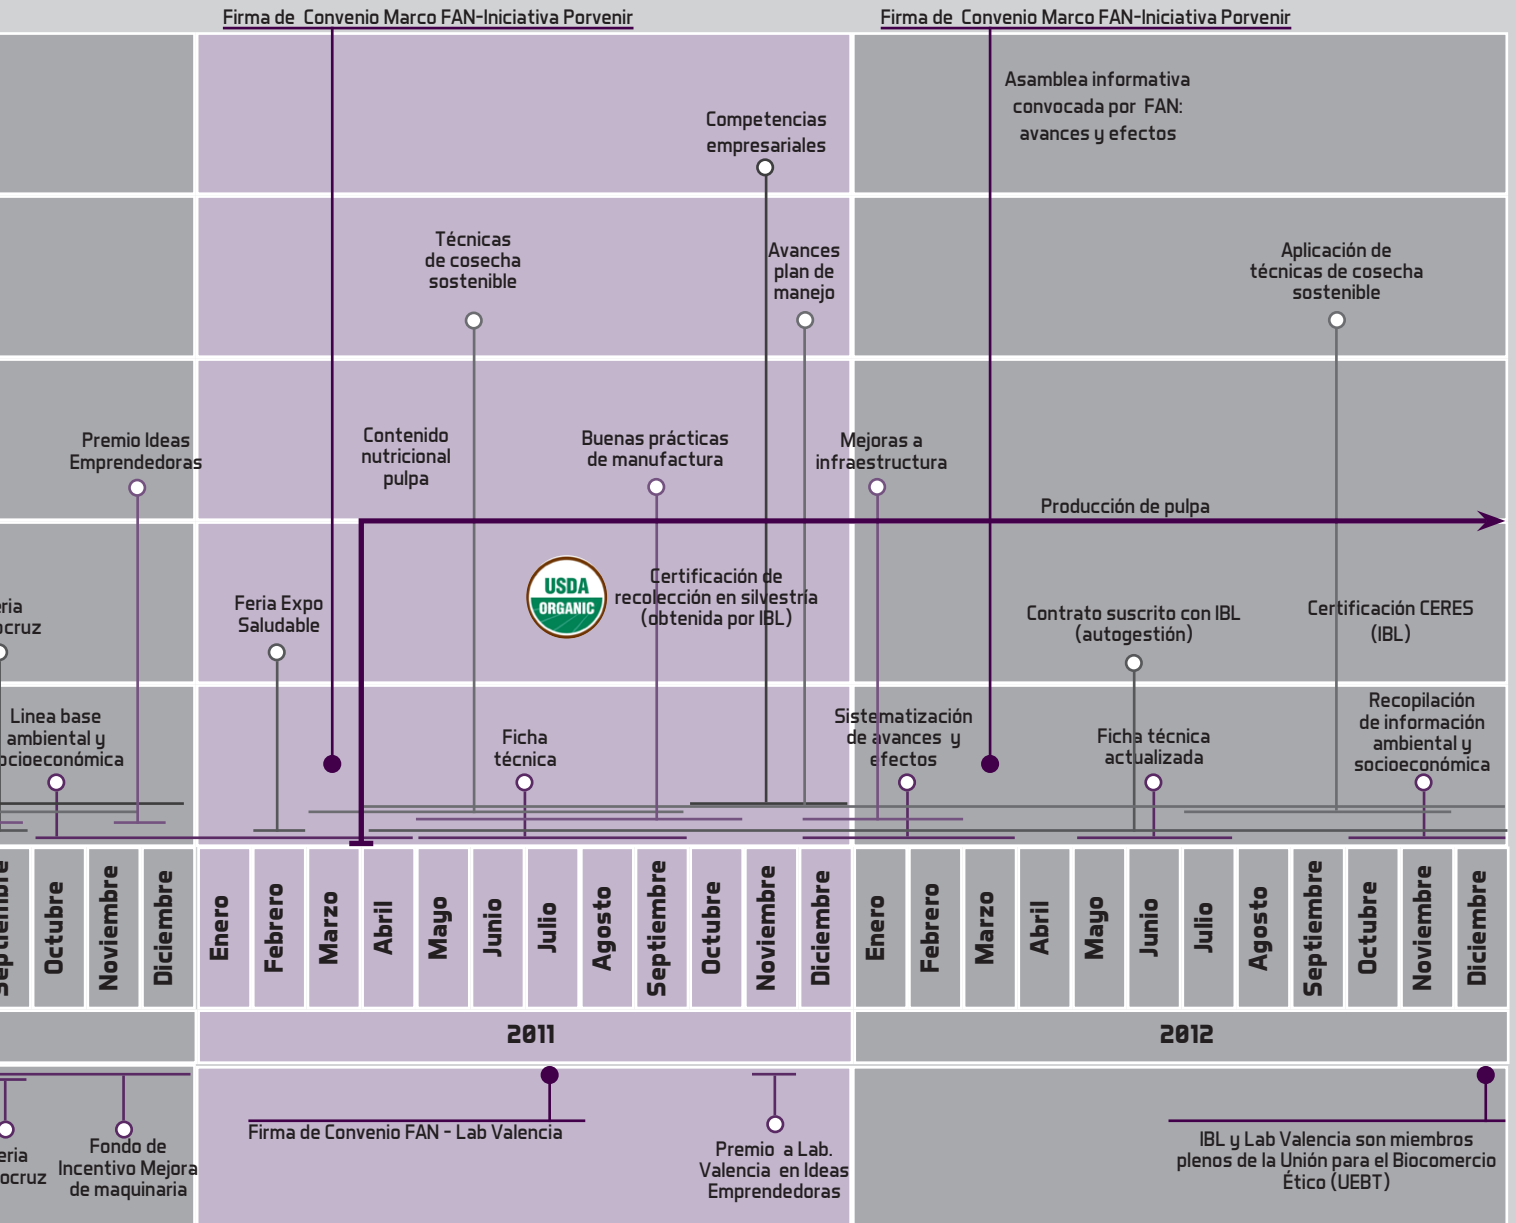 Firma de Convenio Marco FAN-Iniciativa Porvenir
Firma de Convenio Marco FAN-Iniciativa Porvenir
Asamblea informativa
convocada por FAN:
avances y efectos
Competencias
empresariales
Técnicas
de cosecha
sostenible
Avances
plan de
manejo
Aplicación de
técnicas de cosecha
sostenible
Premio Ideas
Emprendedoras
Contenido
nutricional
pulpa
Buenas prácticas
de manufactura
Mejoras a
infraestructura
Producción de pulpa
eria
ocruz
Feria Expo
Saludable
USDA
ORGANIC
Certificación de
recolección en silvestría
(obtenida por IBL)
Contrato suscrito con IBL
(autogestión)
Certificación CERES
(IBL)
Linea base
ambiental y
ocioeconómica
Ficha
técnica
Sistematización
de avances y
efectos
Ficha técnica
actualizada
Recopilación
de información
ambiental y
socioeconómica
Septiembre
Octubre
Noviembre
Diciembre
Enero
Febrero
Marzo
Abril
Mayo
Junio
Julio
Agosto
Septiembre
Octubre
Noviembre
Diciembre
Enero
Febrero
Marzo
Abril
Mayo
Junio
Julio
Agosto
Septiembre
Octubre
Noviembre
Diciembre
2011
2012
eria
ocruz
Fondo de
Incentivo Mejora
de maquinaria
Firma de Convenio FAN - Lab Valencia
Premio a Lab.
Valencia en Ideas
Emprendedoras
IBL y Lab Valencia son miembros
plenos de la Unión para el Biocomercio
Ético (UEBT)